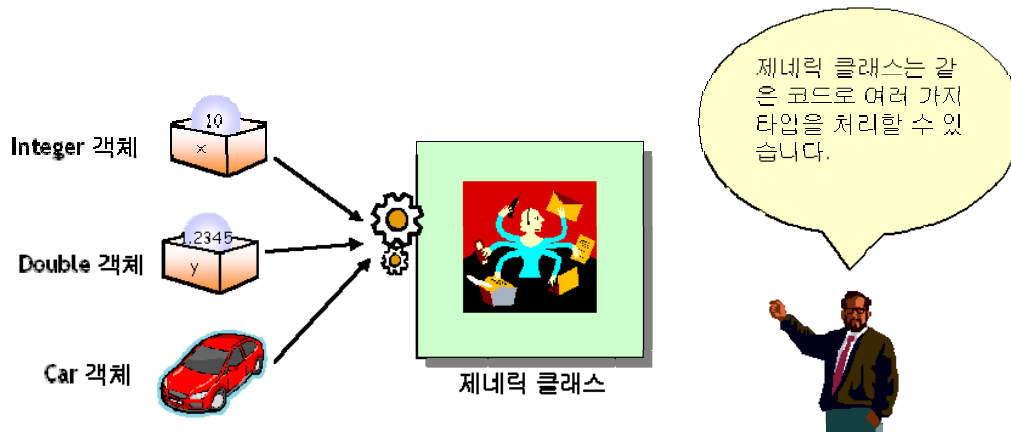 제네릭 클래스는 같
은 코드로 여러 가지
타입을 처리할 수 있
습니다.
10
Integer 객체
x
1.2345
Double 객체
y
Car 객체
제네릭 클래스